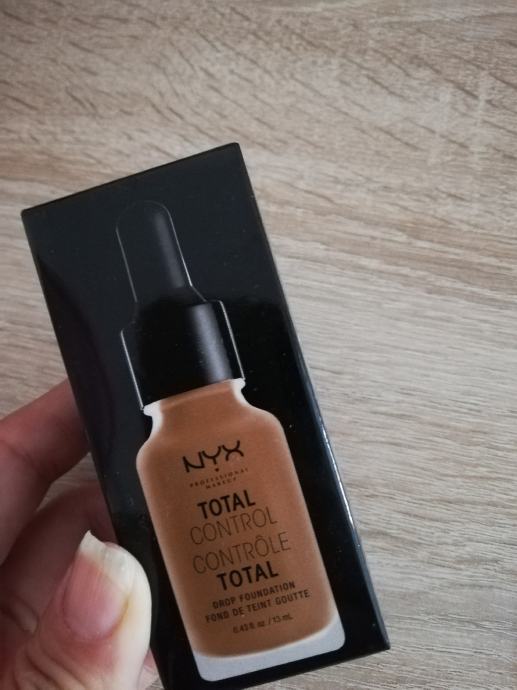 NYX
PROFESSIONAL
MAKEUP
TOTAL
CONTROL
CONTRÔLE
TOTAL
DROP FOUNDATION
FOND DE TEINT GOUTTE
0.43 fl. oz. / 13 mL